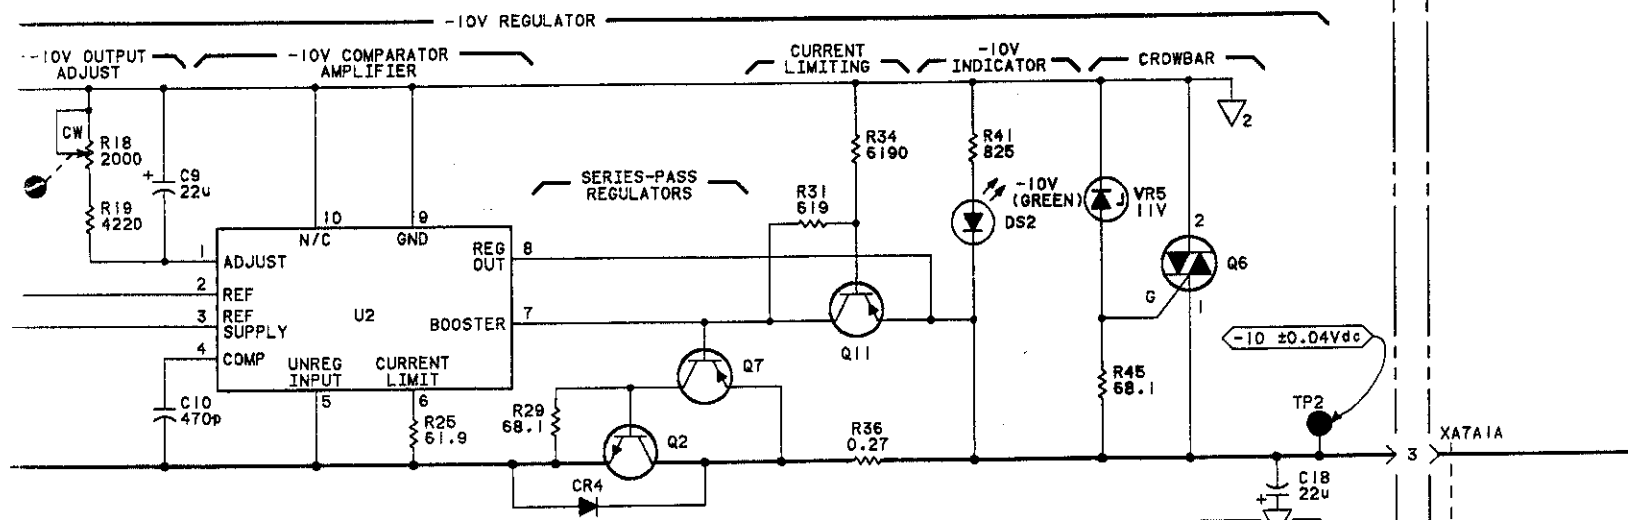 -10V REGULATOR
-10V OUTPUT
ADJUST
-10V COMPARATOR
AMPLIFIER
CURRENT
LIMITING
-10V
INDICATOR
CROWBAR
2
CW
R18
2000
C9
22u
+
R19
4220
SERIES-PASS
REGULATORS
R34
6190
R31
619
R41
825
-10V
(GREEN)
DS2
VR5
11V
2
Q6
G
1
10
N/C
9
GND
1
ADJUST
2
REF
3
REF
SUPPLY
4
COMP
U2
REG
OUT
8
BOOSTER
7
UNREG
INPUT
5
CURRENT
LIMIT
6
Q11
Q7
-10 ±0.04Vdc
C10
470p
R25
61.9
R29
68.1
Q2
R36
0.27
R45
68.1
TP2
CR4
3
XA7A1A
C18
22u
+